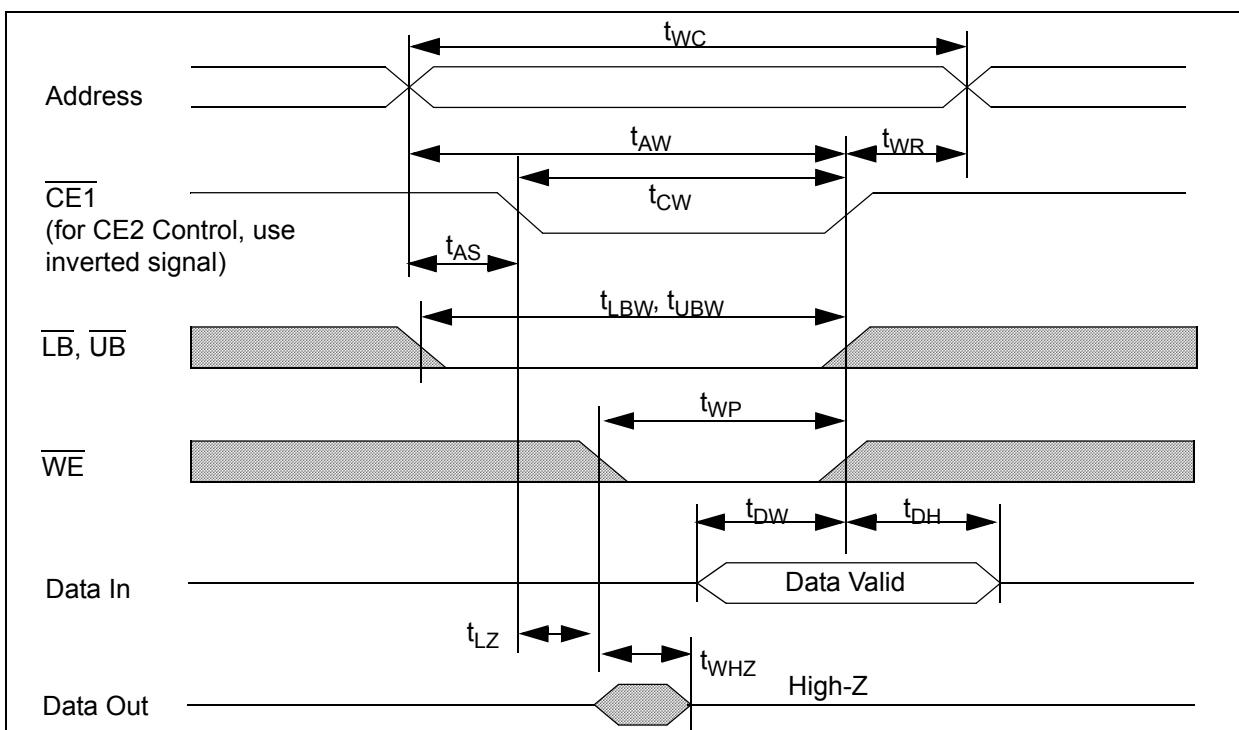 tWC
Address
tAW
tWR
CE1
(for CE2 Control, use
inverted signal)
tCW
tAS
tLBW, tUBW
LB, UB
tWP
WE
tDW
tDH
Data In
Data Valid
tLZ
tWHZ
High-Z
Data Out